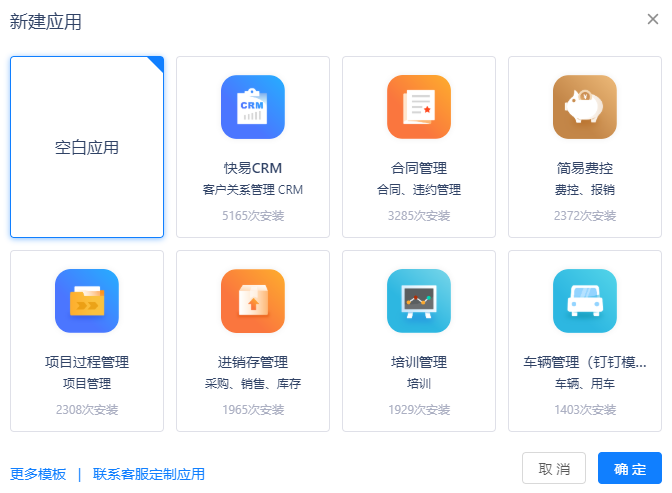 新建应用
空白应用
CRM
快易CRM
客户关系管理 CRM
5165次安装
合同管理
合同、违约管理
3285次安装
¥
简易费控
费控、报销
2372次安装
项目过程管理
项目管理
2308次安装
进销存管理
采购、销售、库存
1965次安装
培训管理
培训
1929次安装
车辆管理（钉钉模...
车辆、用车
1403次安装
更多模板 | 联系客服定制应用
取 消
确 定